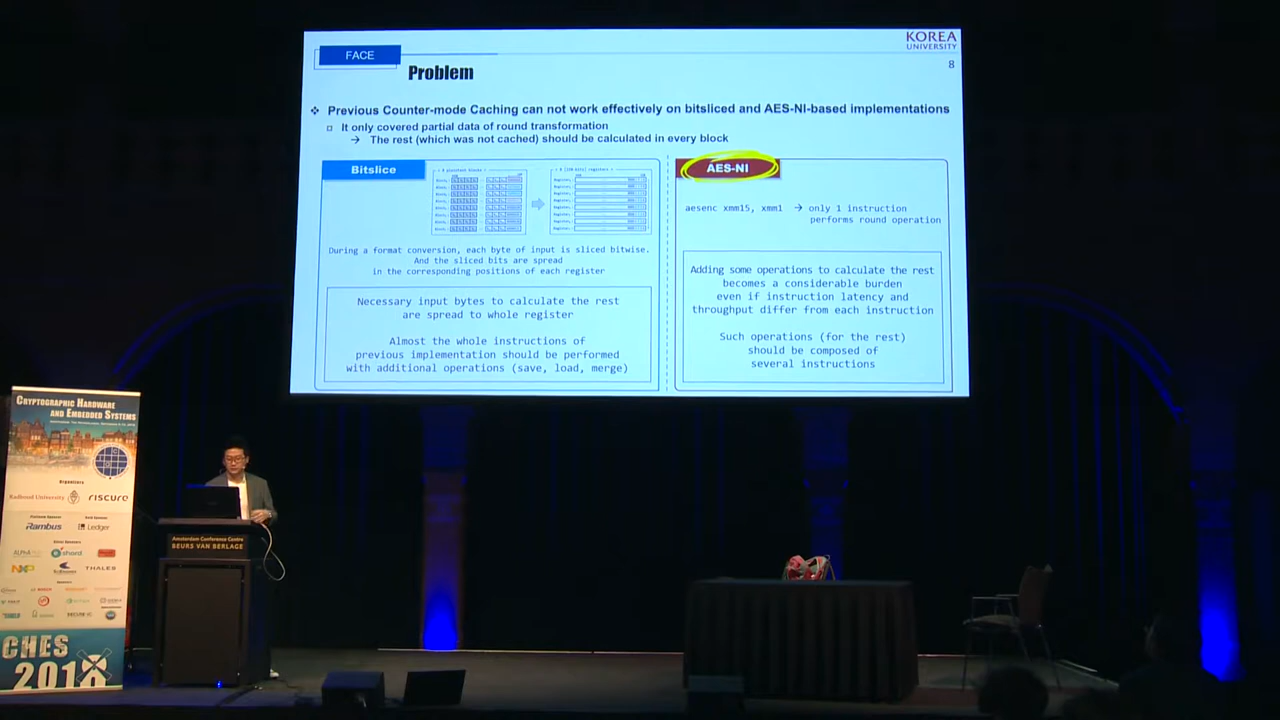 KOREA
UNIVERSITY
FACE
8
Problem
❖ Previous Counter-mode Caching can not work effectively on bitsliced and AES-NI-based implementations
□ It only covered partial data of round transformation
→ The rest (which was not cached) should be calculated in every block
Bitslice
During a format conversion, each byte of input is sliced bitwise.
And the sliced bits are spread
in the corresponding positions of each register
Necessary input bytes to calculate the rest
are spread to whole register
Almost the whole instructions of
previous implementation should be performed
with additional operations (save, load, merge)
AES-NI
aesenc xmm15, xmm1 → only 1 instruction
performs round operation
Adding some operations to calculate the rest
becomes a considerable burden
even if instruction latency and
throughput differ from each instruction
Such operations (for the rest)
should be composed of
several instructions
CRYPTOGRAPHIC HARDWARE
AND EMBEDDED SYSTEMS
Organizers
Radboud University riscure
Rambus Ledger
NXP THALES
CHES
2018
Amsterdam Conference Centre
BEURS VAN BERLAGE